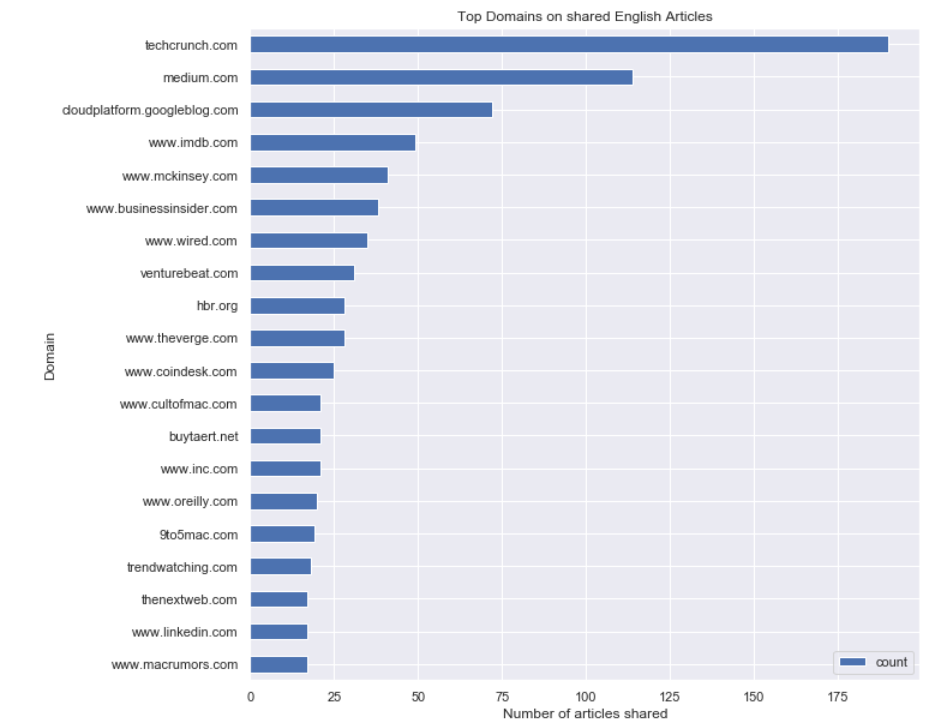 Top Domains on shared English Articles
techcrunch.com
medium.com
cloudplatform.googleblog.com
www.imdb.com
www.mckinsey.com
www.businessinsider.com
www.wired.com
venturebeat.com
hbr.org
www.theverge.com
www.coindesk.com
www.cultofmac.com
buytaert.net
www.inc.com
www.oreilly.com
9to5mac.com
trendwatching.com
thenextweb.com
www.linkedin.com
www.macrumors.com
Domain
count
0 25 50 75 100 125 150 175
Number of articles shared